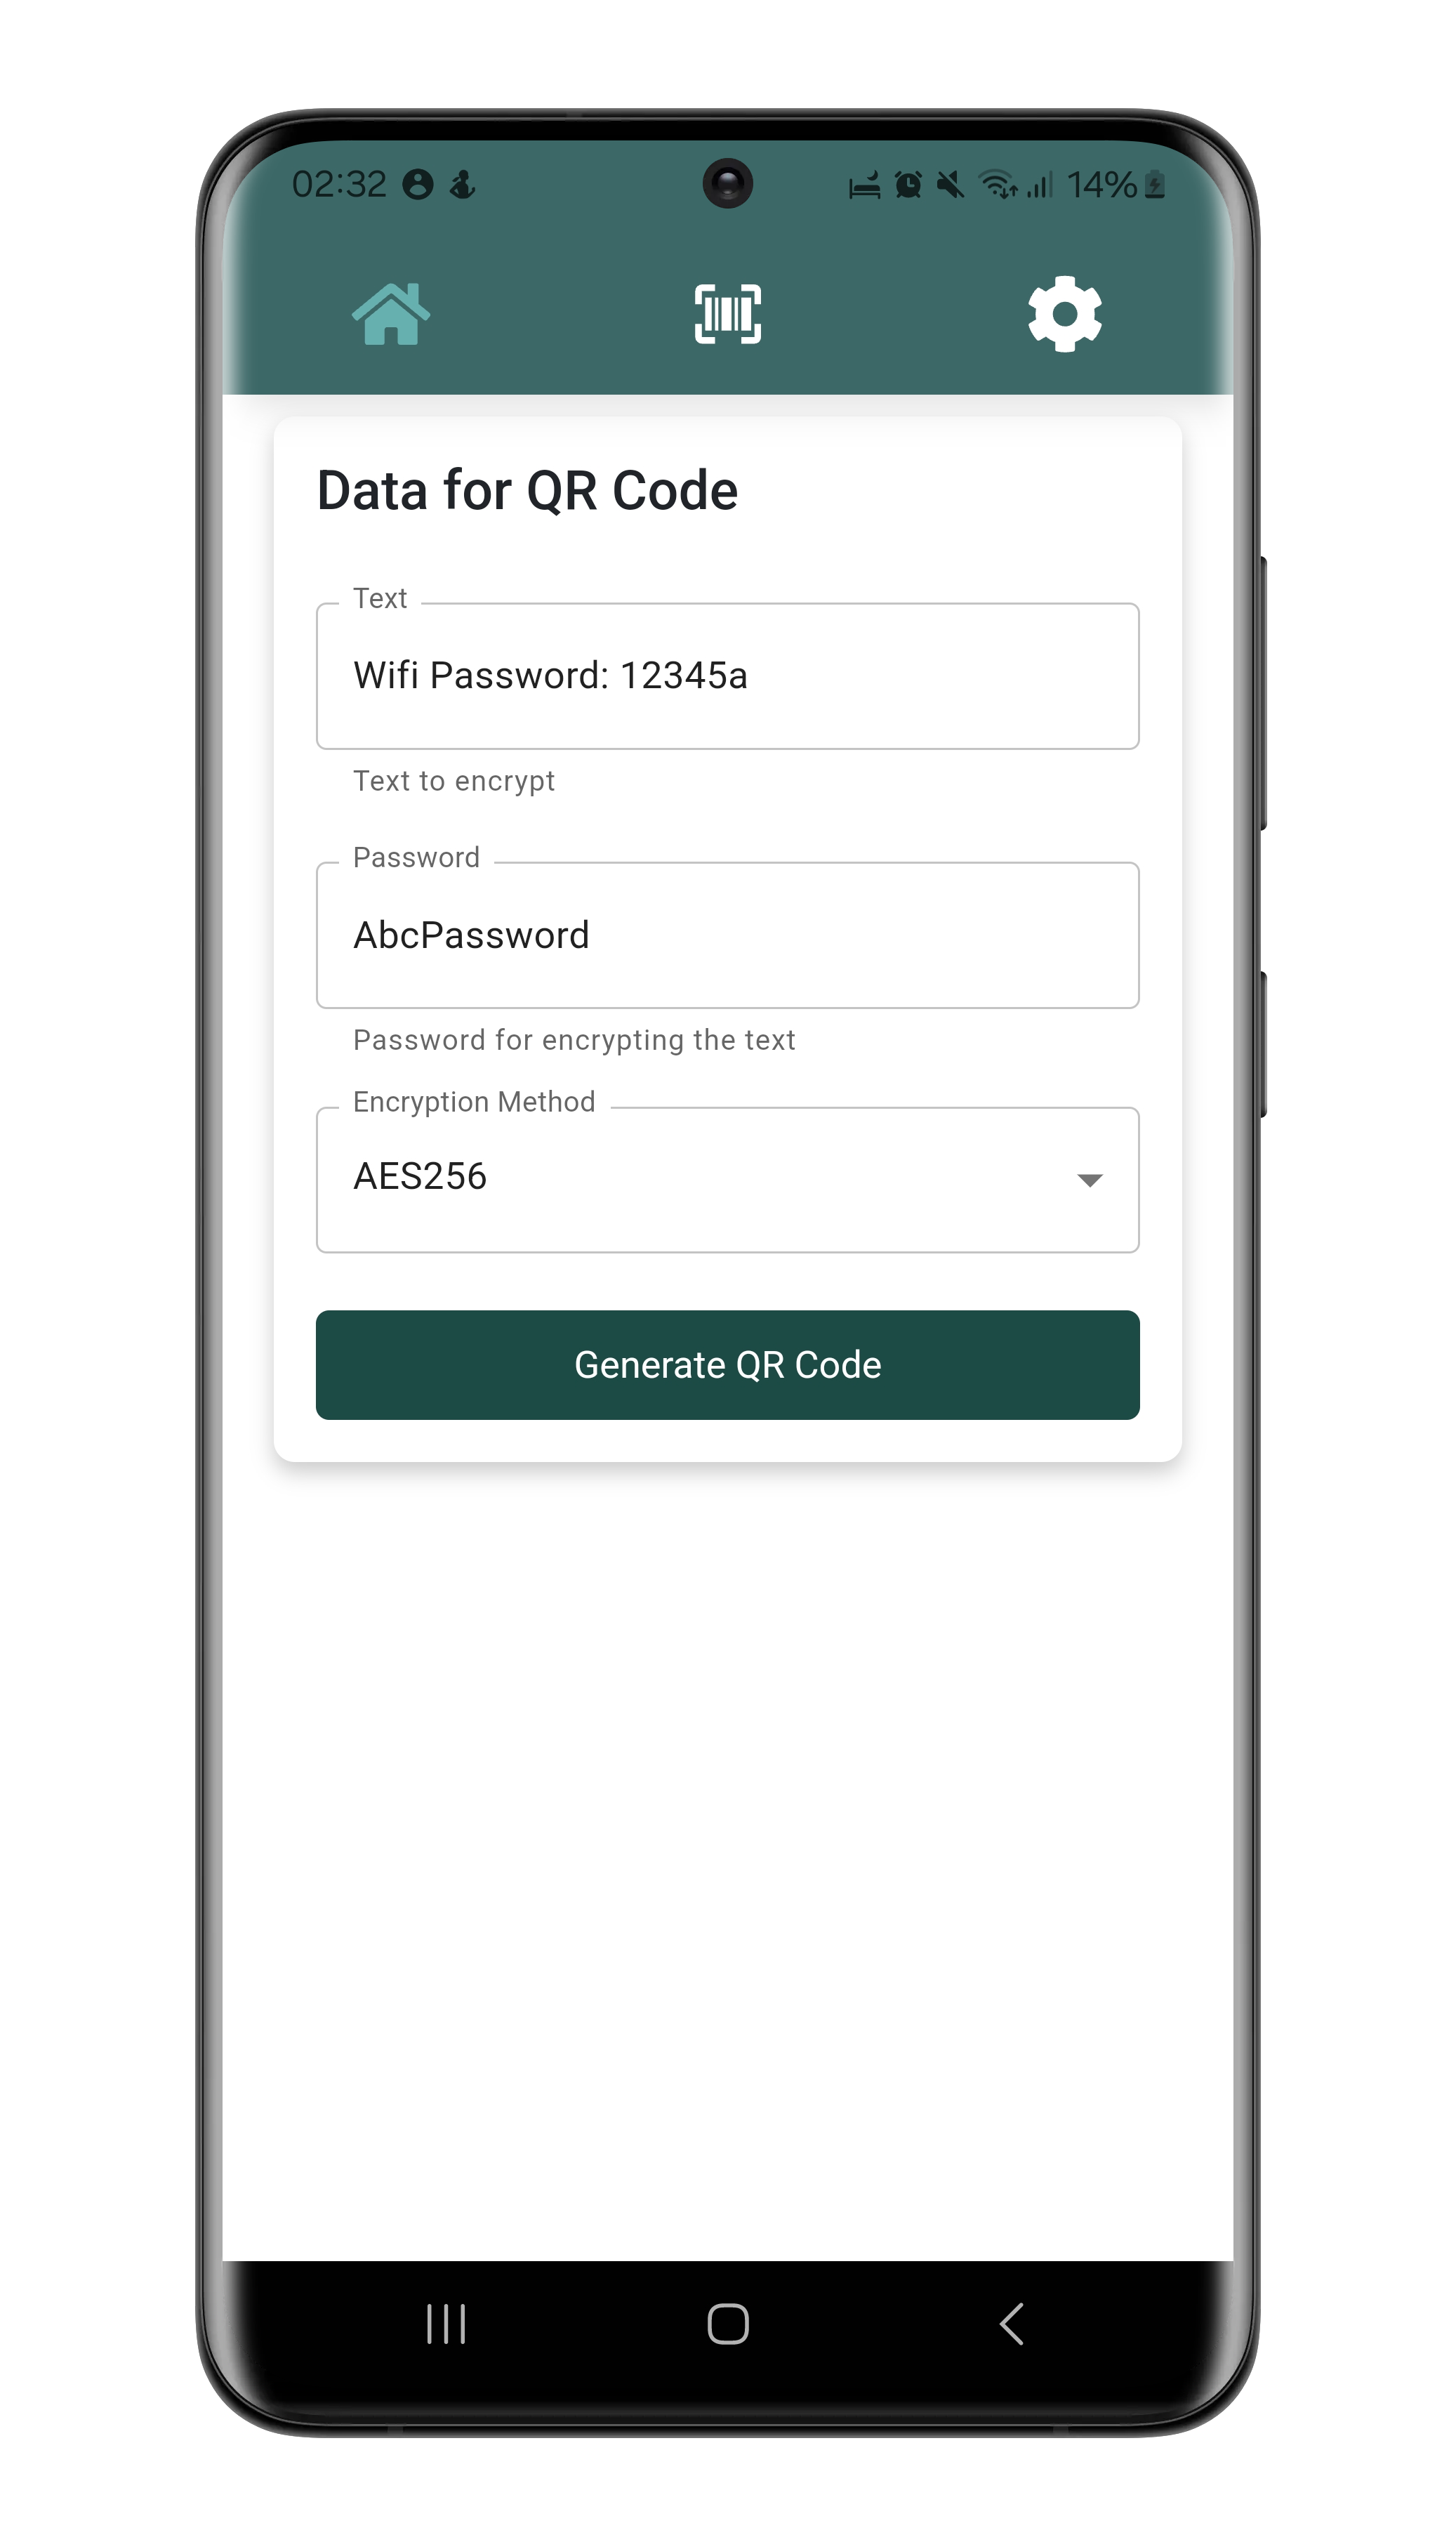 02:32 14%
Data for QR Code
Text
Wifi Password: 12345a
Text to encrypt
Password
AbcPassword
Password for encrypting the text
Encryption Method
AES256
Generate QR Code